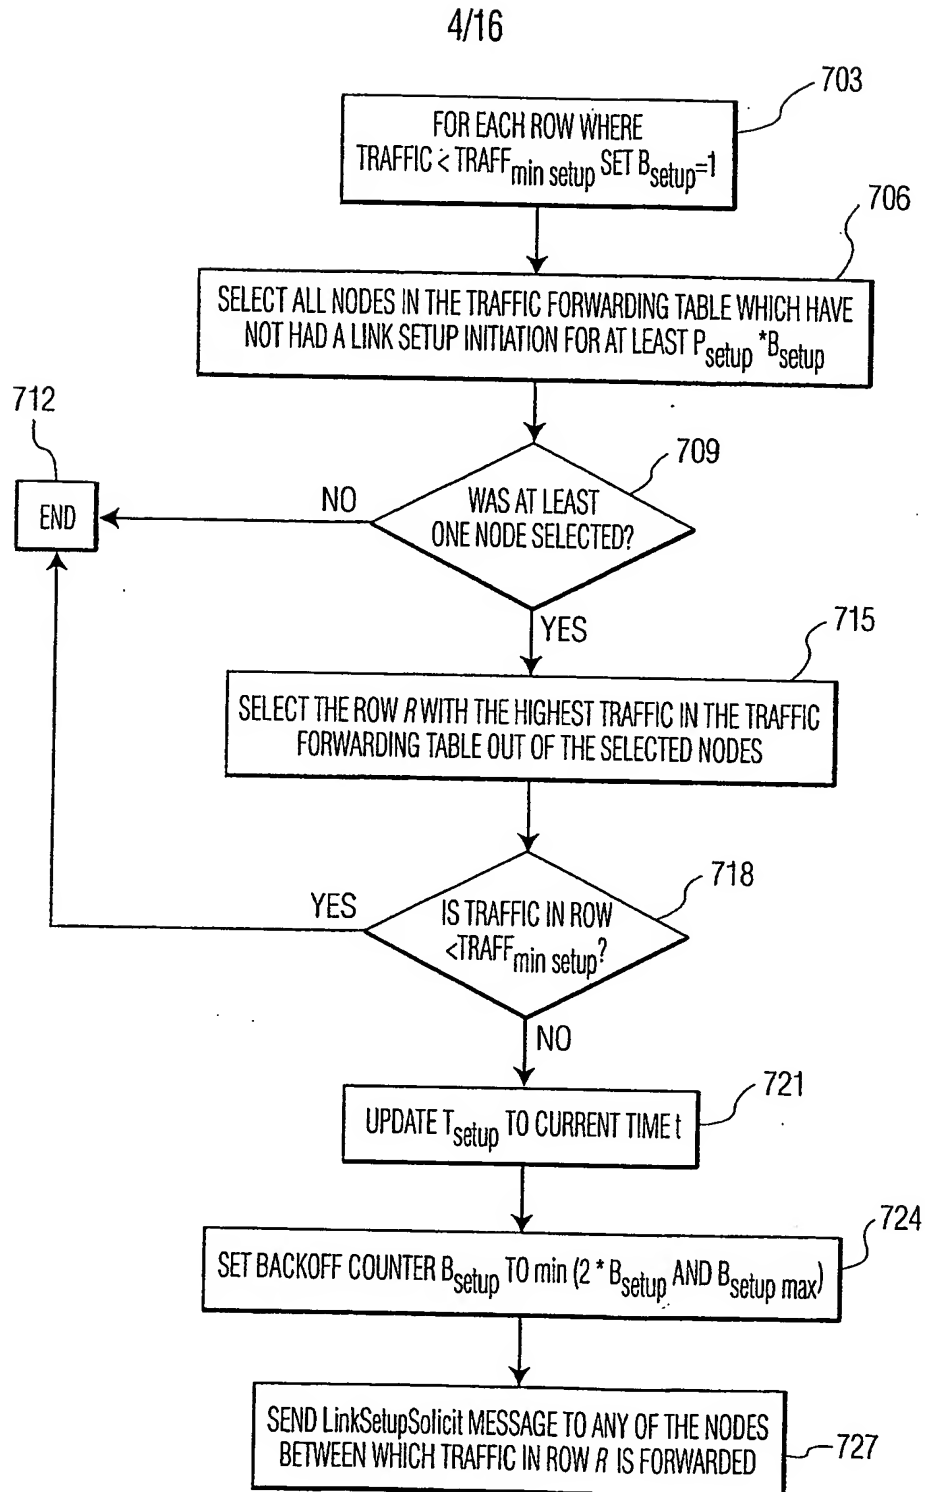 4/16
703
FOR EACH ROW WHERE
TRAFFIC < TRAFFmin setup SET Bsetup=1
706
SELECT ALL NODES IN THE TRAFFIC FORWARDING TABLE WHICH HAVE
NOT HAD A LINK SETUP INITIATION FOR AT LEAST Psetup *Bsetup
712
END
NO
709
WAS AT LEAST
ONE NODE SELECTED?
YES
715
SELECT THE ROW R WITH THE HIGHEST TRAFFIC IN THE TRAFFIC
FORWARDING TABLE OUT OF THE SELECTED NODES
718
YES
IS TRAFFIC IN ROW
<TRAFFmin setup?
NO
721
UPDATE Tsetup TO CURRENT TIME t
724
SET BACKOFF COUNTER Bsetup TO min (2 * Bsetup AND Bsetup max)
SEND LinkSetupSolicit MESSAGE TO ANY OF THE NODES
BETWEEN WHICH TRAFFIC IN ROW R IS FORWARDED
727